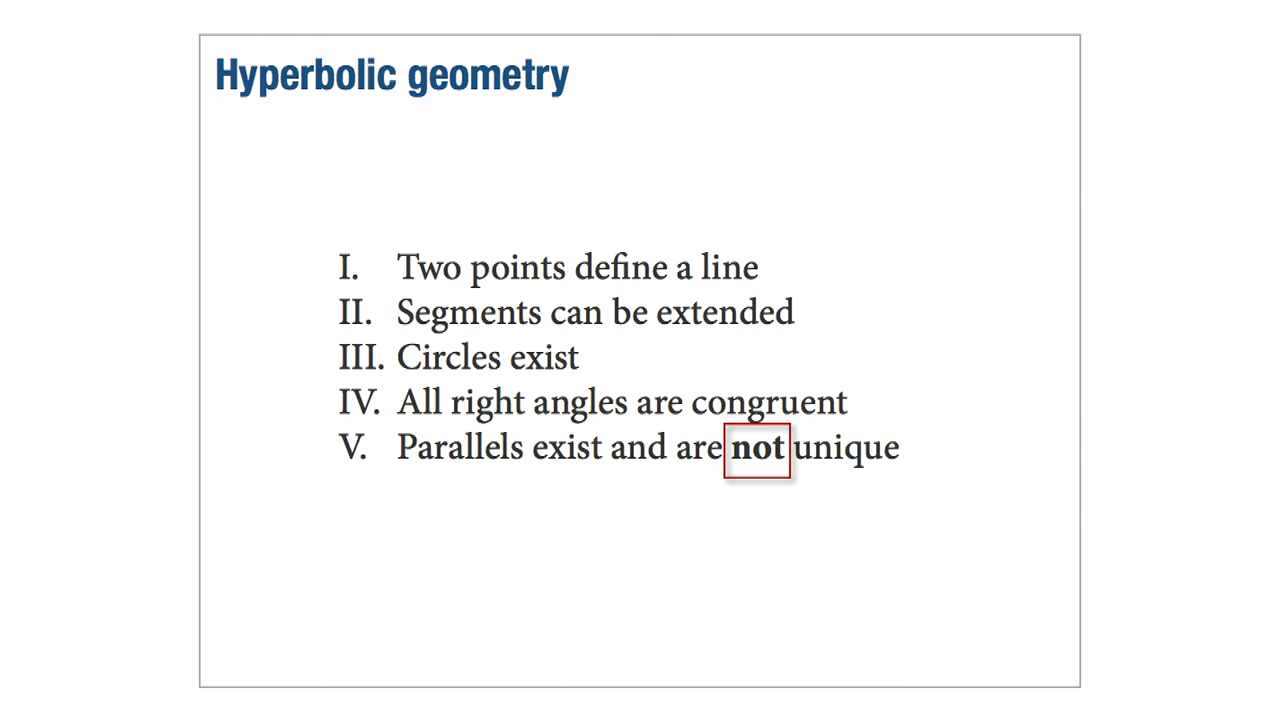 Hyperbolic geometry
I. Two points define a line
II. Segments can be extended
III. Circles exist
IV. All right angles are congruent
V. Parallels exist and are not unique